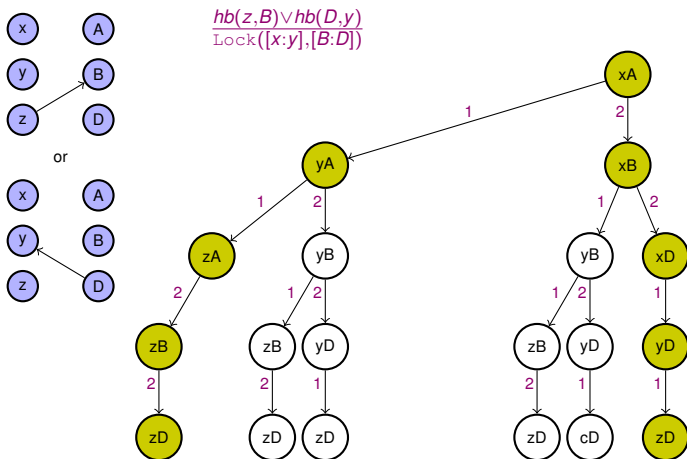 hb(z,B)∨hb(D,y)
Lock([x:y],[B:D])
x A
y B
z D
or
x A
y B
z D
xA
1 2
yA xB
1 2 1 2
zA yB yB xD
2 1 2 1 2 1
zB zB yD zB yD yD
2 2 1 2 1 1
zD zD zD zD cD zD